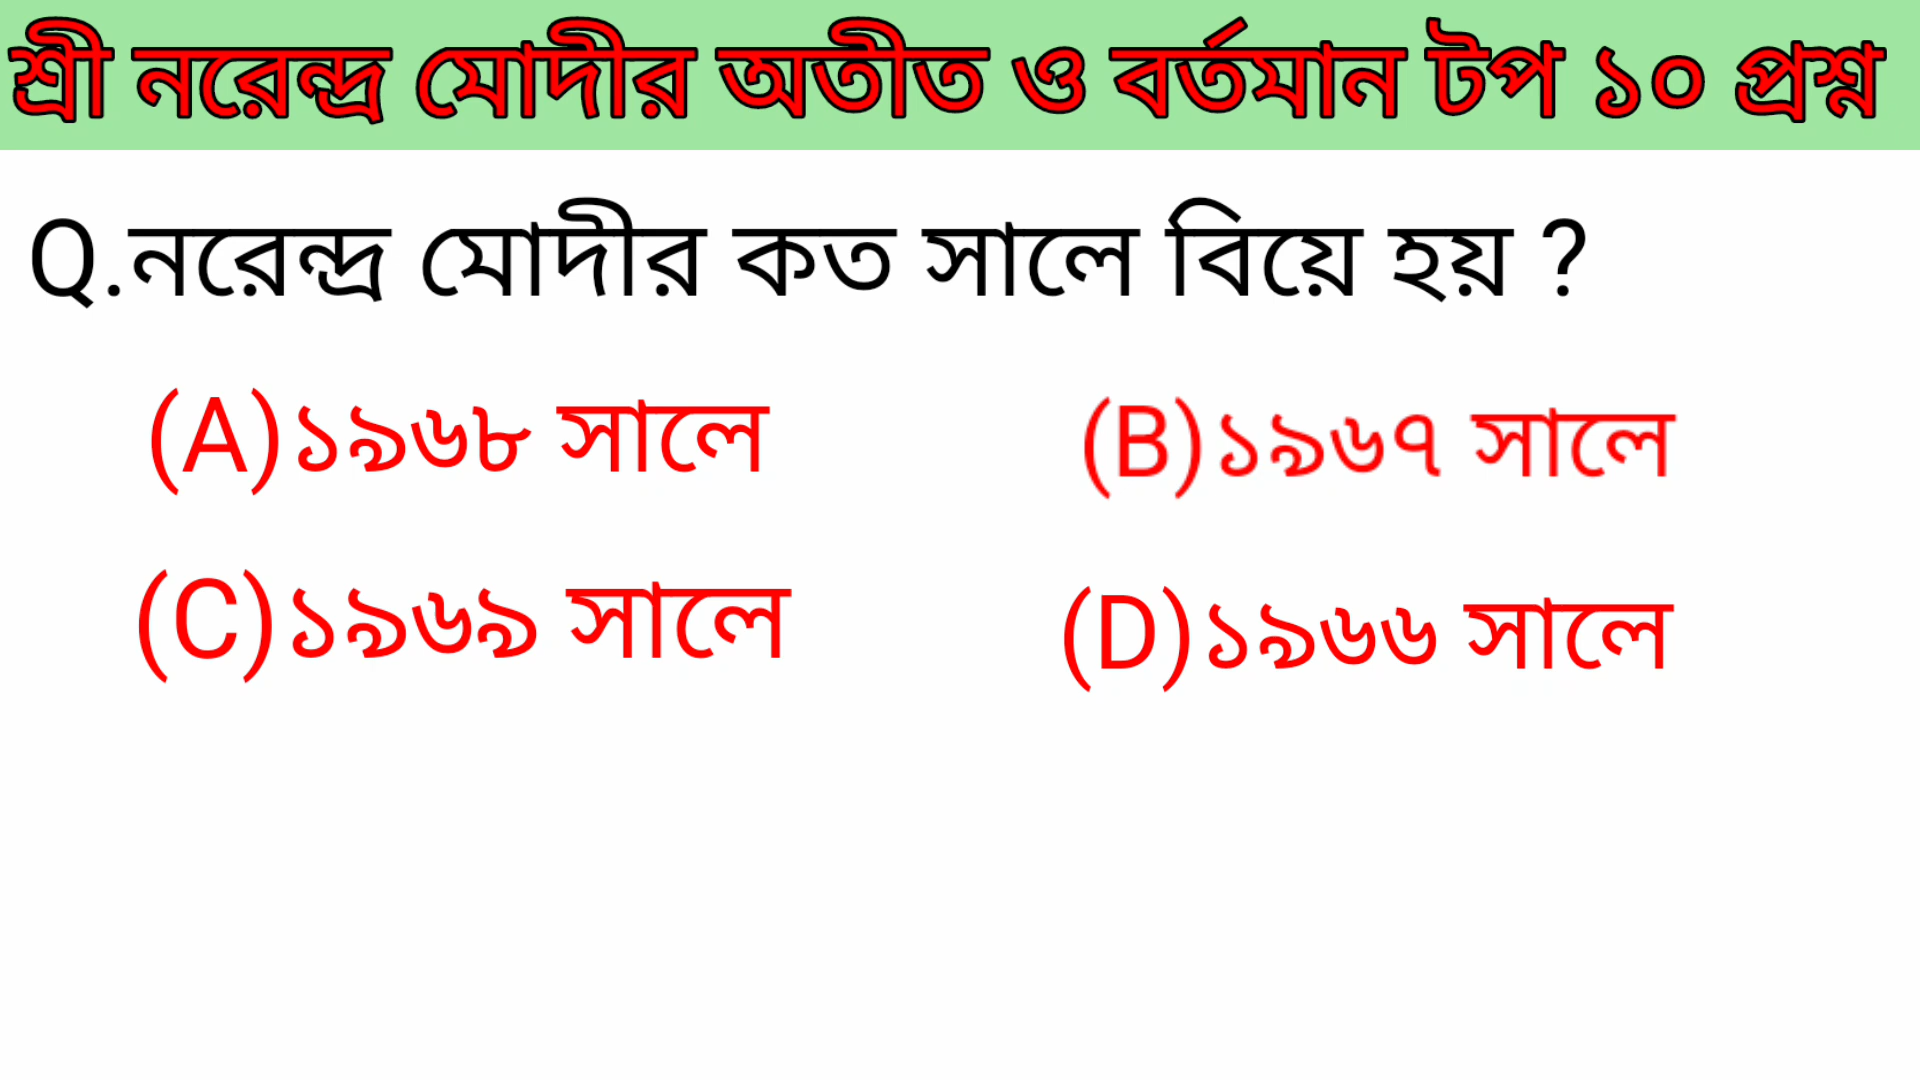 শ্রী নরেন্দ্র মোদীর অতীত ও বর্তমান টপ ১০ প্রশ্ন
Q.নরেন্দ্র মোদীর কত সালে বিয়ে হয় ?
(A)১৯৬৮ সালে (B)১৯৬৭ সালে
(C)১৯৬৯ সালে (D)১৯৬৬ সালে